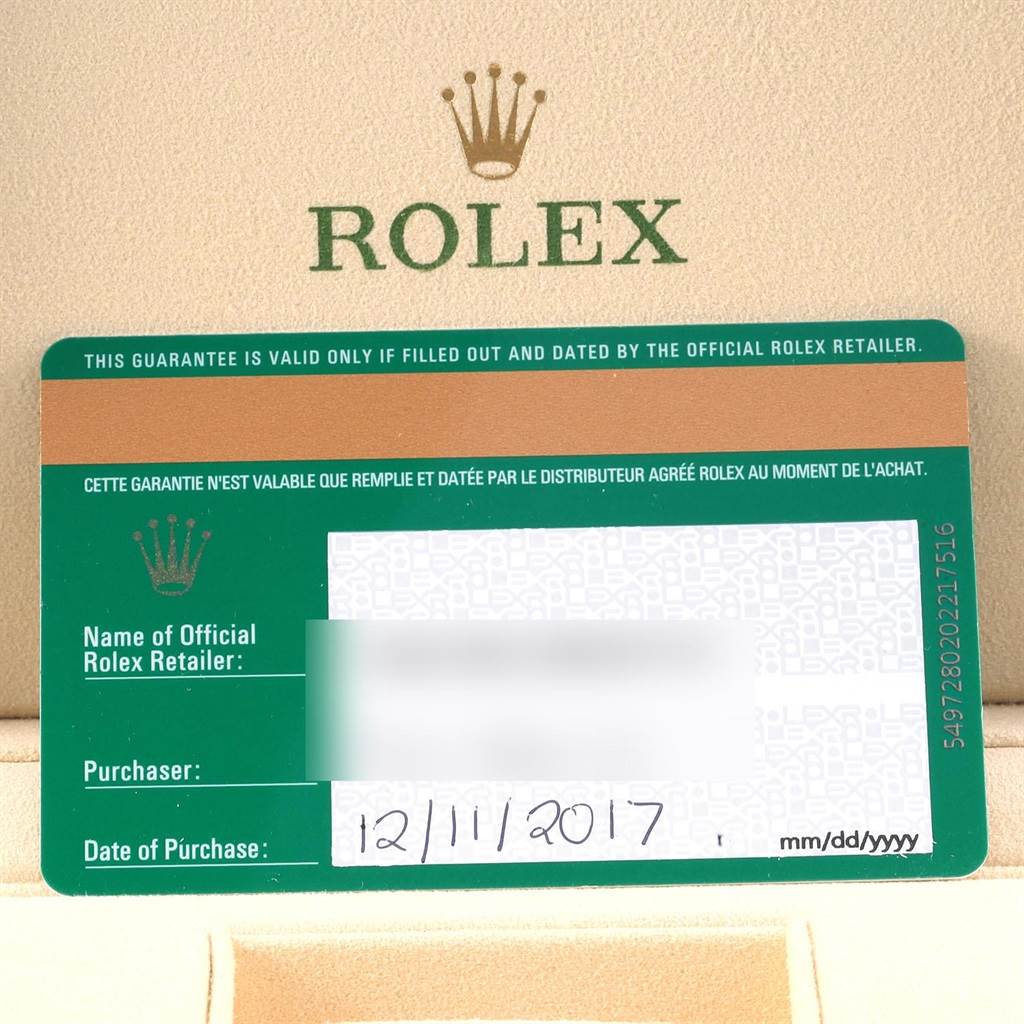 ROLEX
THIS GUARANTEE IS VALID ONLY IF FILLED OUT AND DATED BY THE OFFICIAL ROLEX RETAILER.
CETTE GARANTIE N'EST VALABLE QUE REMPLIE ET DATÉE PAR LE DISTRIBUTEUR AGRÉÉ ROLEX AU MOMENT DE L'ACHAT.
Name of Official
Rolex Retailer:
Purchaser:
Date of Purchase:
12/11/2017
mm/dd/yyyy
5497280202217516